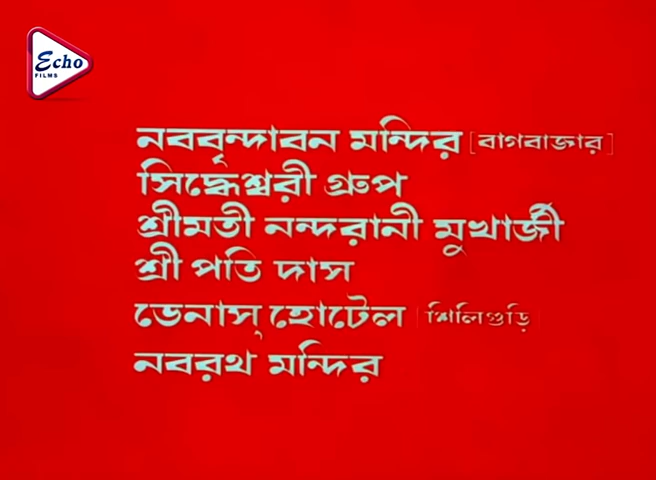 Echo
FILMS
নববৃন্দাবন মন্দির [বাগবাজার]
সিদ্ধেশ্বরী গ্রুপ
শ্রীমতী নন্দরানী মুখার্জী
শ্রী পতি দাস
ভেনাস্ হোটেল [শিলিগুড়ি]
নবরথ মন্দির